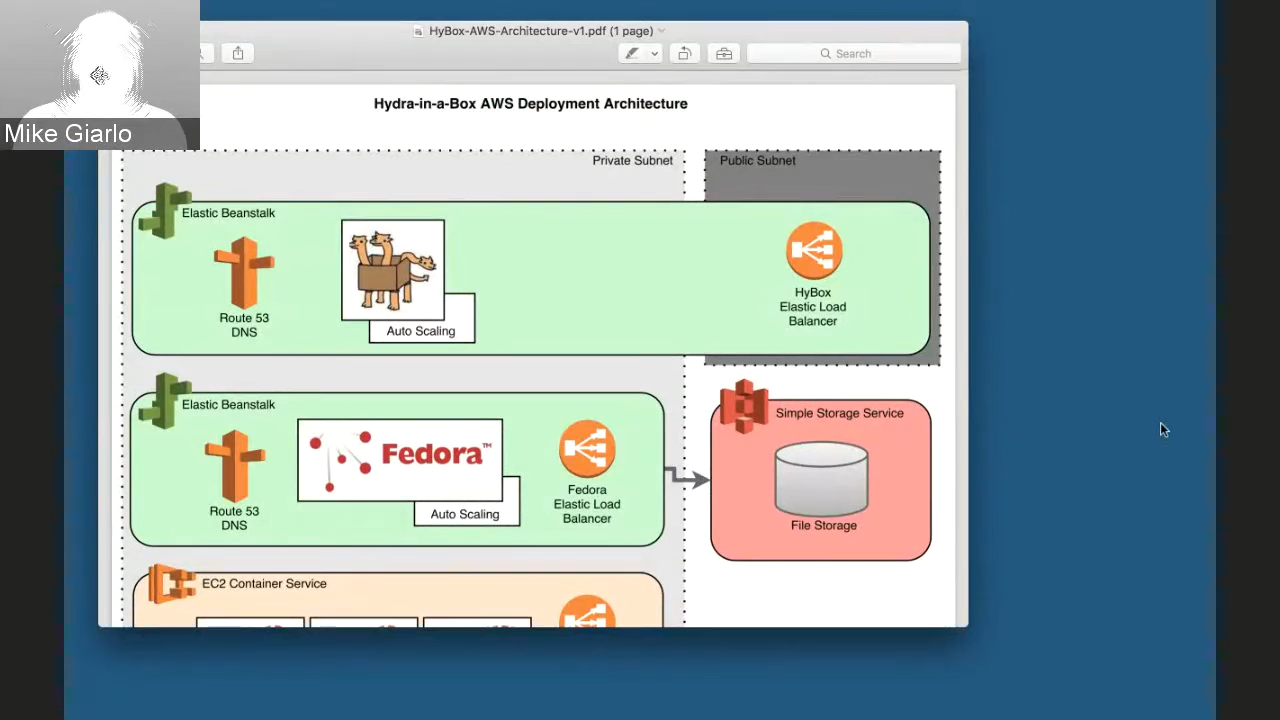 HyBox-AWS-Architecture-v1.pdf (1 page)
Search
Mike Giarlo
Hydra-in-a-Box AWS Deployment Architecture
Private Subnet
Public Subnet
Elastic Beanstalk
Route 53
DNS
Auto Scaling
HyBox
Elastic Load
Balancer
Elastic Beanstalk
Route 53
DNS
Fedora™
Auto Scaling
Fedora
Elastic Load
Balancer
Simple Storage Service
File Storage
EC2 Container Service